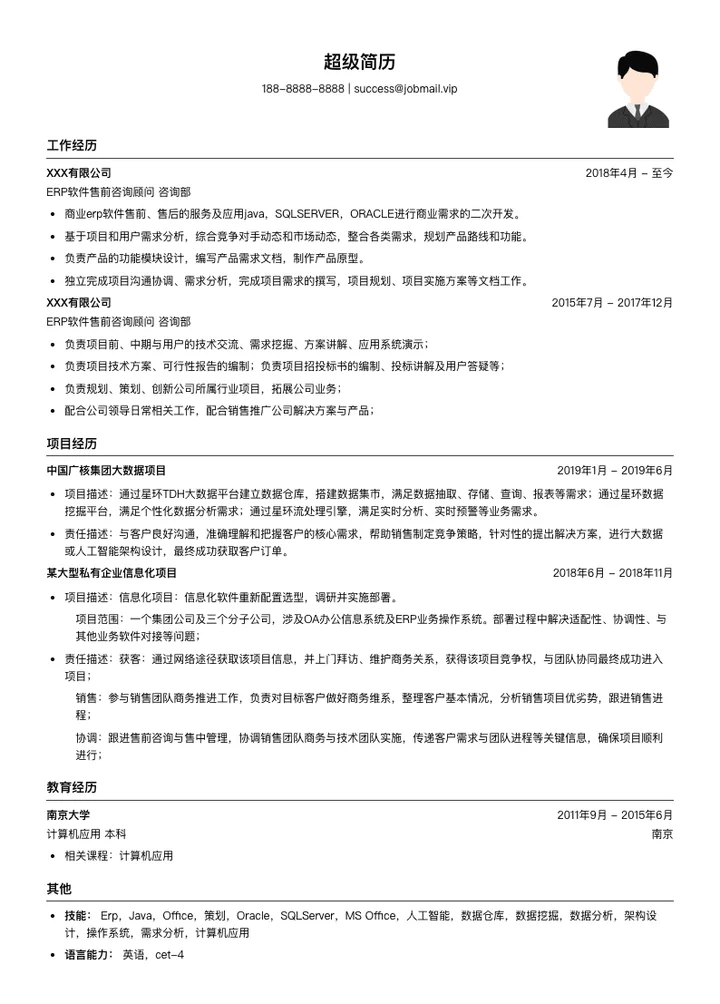 超级简历
188-8888-8888 | success@jobmail.vip
工作经历
XXX有限公司 2018年4月 – 至今
ERP软件售前咨询顾问 咨询部
• 商业erp软件售前、售后的服务及应用java，SQLSERVER，ORACLE进行商业需求的二次开发。
• 基于项目和用户需求分析，综合竞争对手动态和市场动态，整合各类需求，规划产品路线和功能。
• 负责产品的功能模块设计，编写产品需求文档，制作产品原型。
• 独立完成项目沟通协调、需求分析，完成项目需求的撰写，项目规划、项目实施方案等文档工作。
XXX有限公司 2015年7月 – 2017年12月
ERP软件售前咨询顾问 咨询部
• 负责项目前、中期与用户的技术交流、需求挖掘、方案讲解、应用系统演示；
• 负责项目技术方案、可行性报告的编制；负责项目招投标书的编制、投标讲解及用户答疑等；
• 负责规划、策划、创新公司所属行业项目，拓展公司业务；
• 配合公司领导日常相关工作，配合销售推广公司解决方案与产品；
项目经历
中国广核集团大数据项目 2019年1月 – 2019年6月
• 项目描述：通过星环TDH大数据平台建立数据仓库，搭建数据集市，满足数据抽取、存储、查询、报表等需求；通过星环数据
挖掘平台，满足个性化数据分析需求；通过星环流处理引擎，满足实时分析、实时预警等业务需求。
• 责任描述：与客户良好沟通，准确理解和把握客户的核心需求，帮助销售制定竞争策略，针对性的提出解决方案，进行大数据
或人工智能架构设计，最终成功获取客户订单。
某大型私有企业信息化项目 2018年6月 – 2018年11月
• 项目描述：信息化项目：信息化软件重新配置选型，调研并实施部署。
项目范围：一个集团公司及三个分子公司，涉及OA办公信息系统及ERP业务操作系统。部署过程中解决适配性、协调性、与
其他业务软件对接等问题；
• 责任描述：获客：通过网络途径获取该项目信息，并上门拜访、维护商务关系，获得该项目竞争权，与团队协同最终成功进入
项目；
销售：参与销售团队商务推进工作，负责对目标客户做好商务维系，整理客户基本情况，分析销售项目优劣势，跟进销售进
程；
协调：跟进售前咨询与售中管理，协调销售团队商务与技术团队实施，传递客户需求与团队进程等关键信息，确保项目顺利
进行；
教育经历
南京大学 2011年9月 – 2015年6月
计算机应用 本科 南京
• 相关课程：计算机应用
其他
• 技能： Erp，Java，Office，策划，Oracle，SQLServer，MS Office，人工智能，数据仓库，数据挖掘，数据分析，架构设
计，操作系统，需求分析，计算机应用
• 语言能力： 英语，cet-4